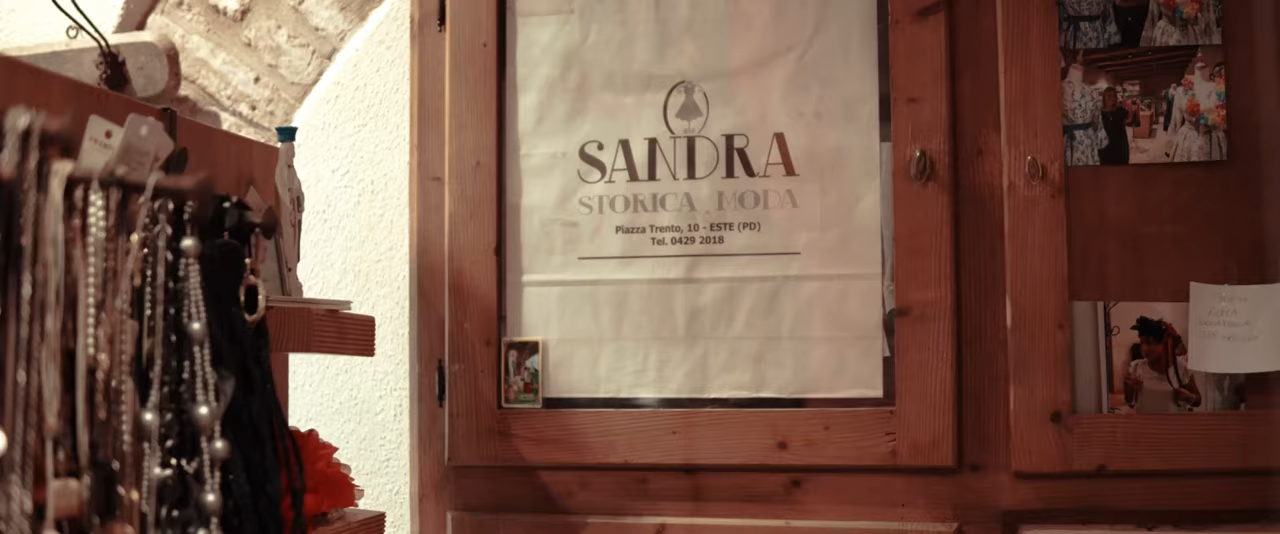 SANDRA
STORICA MODA
Piazza Trento, 10 - ESTE (PD)
Tel. 0429 2018